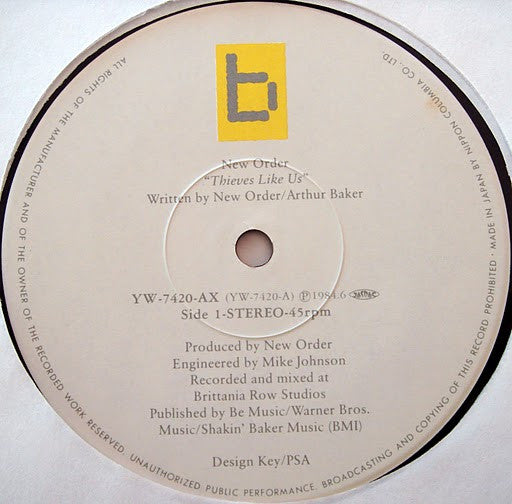 b
New Order
"Thieves Like Us"
Written by New Order/Arthur Baker
YW-7420-AX (YW-7420-A) Ⓟ 1984.6
Side 1-STEREO-45rpm
Produced by New Order
Engineered by Mike Johnson
Recorded and mixed at
Brittania Row Studios
Published by Be Music/Warner Bros.
Music/Shakin' Baker Music (BMI)
Design Key/PSA
ALL RIGHTS OF THE MANUFACTURER AND OF THE OWNER OF THE RECORDED WORK RESERVED. UNAUTHORIZED PUBLIC PERFORMANCE. BROADCASTING AND COPYING OF THIS RECORD PROHIBITED · MADE IN JAPAN BY NIPPON COLUMBIA CO., LTD.